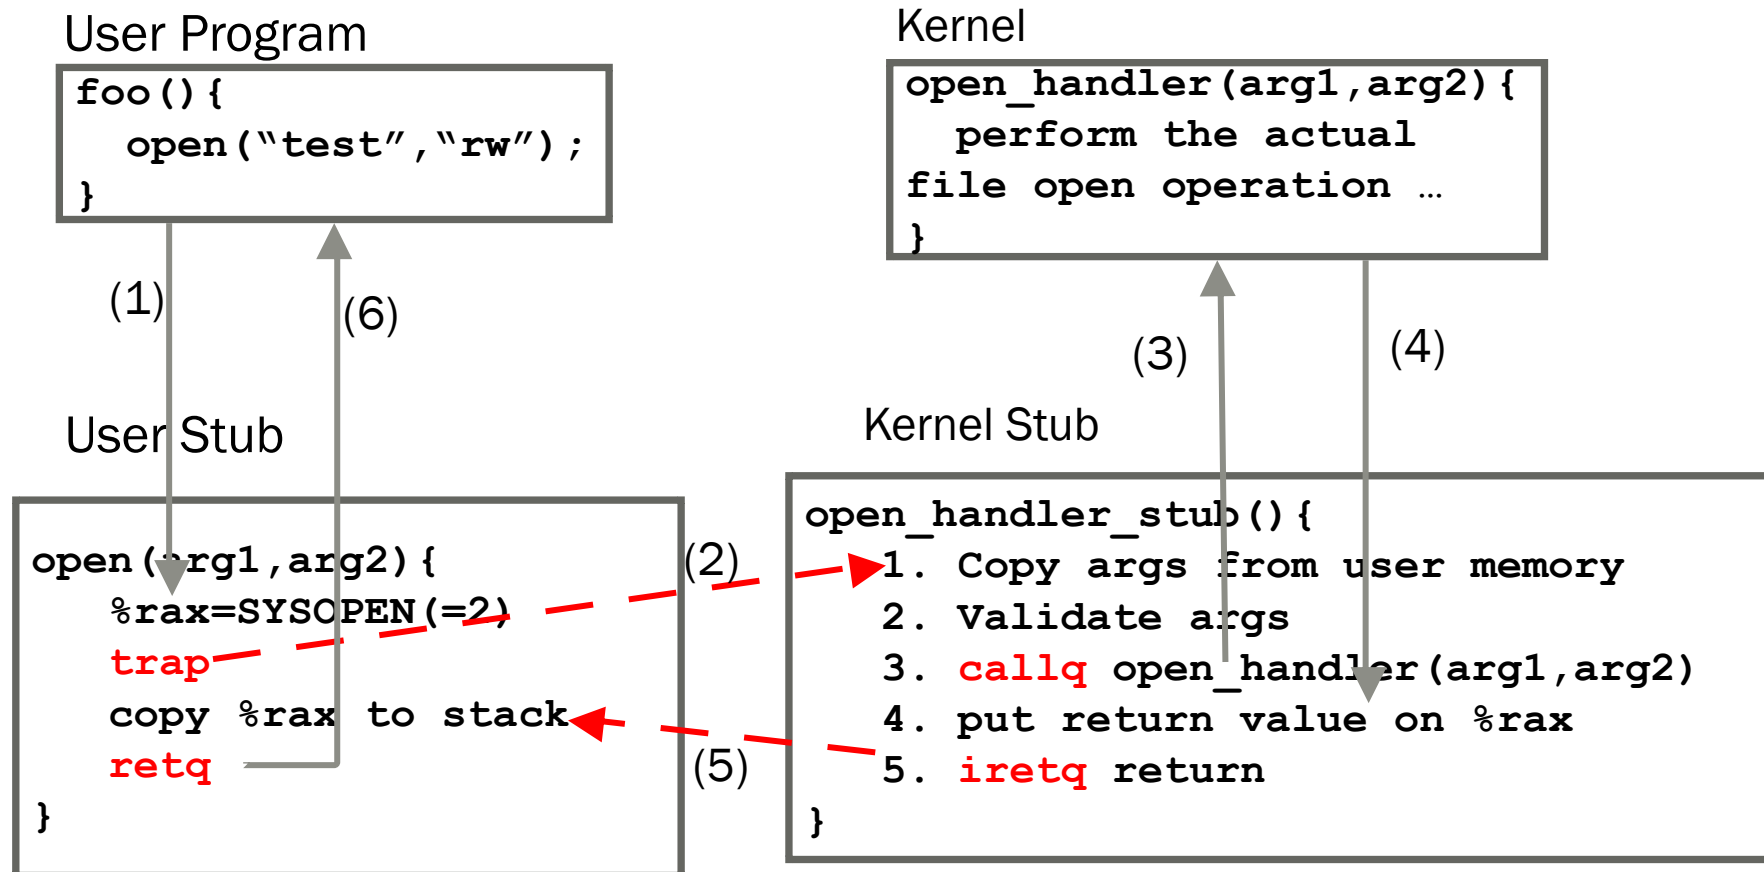 User Program
foo(){
open(“test”,“rw”);
}
(1)
(6)
User Stub
open(arg1,arg2){
%rax=SYSOPEN(=2)
trap
copy %rax to stack
retq
}
(2)
(5)
Kernel
open_handler(arg1,arg2){
perform the actual
file open operation …
}
(3)
(4)
Kernel Stub
open_handler_stub(){
1. Copy args from user memory
2. Validate args
3. callq open_handler(arg1,arg2)
4. put return value on %rax
5. iretq return
}